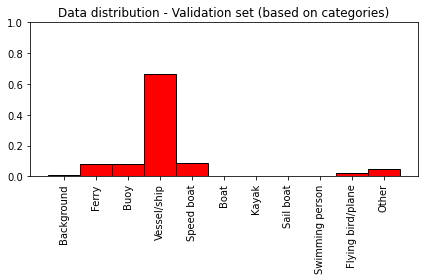 Data distribution - Validation set (based on categories)
1.0
0.8
0.6
0.4
0.2
0.0
Background
Ferry
Buoy
Vessel/ship
Speed boat
Boat
Kayak
Sail boat
Swimming person
Flying bird/plane
Other